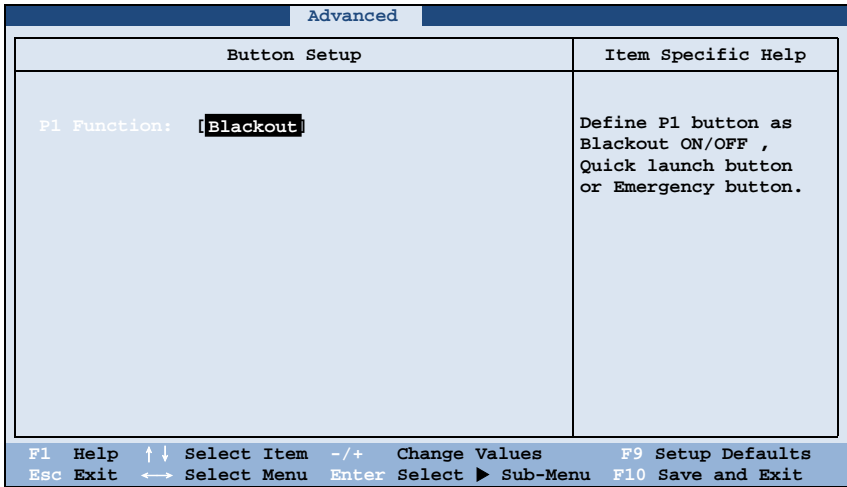 Advanced
Button Setup
Item Specific Help
P1 Function: [Blackout]
Define P1 button as
Blackout ON/OFF ,
Quick launch button
or Emergency button.
F1 Help ↑↓ Select Item -/+ Change Values F9 Setup Defaults
Esc Exit ←→ Select Menu Enter Select ▶ Sub-Menu F10 Save and Exit